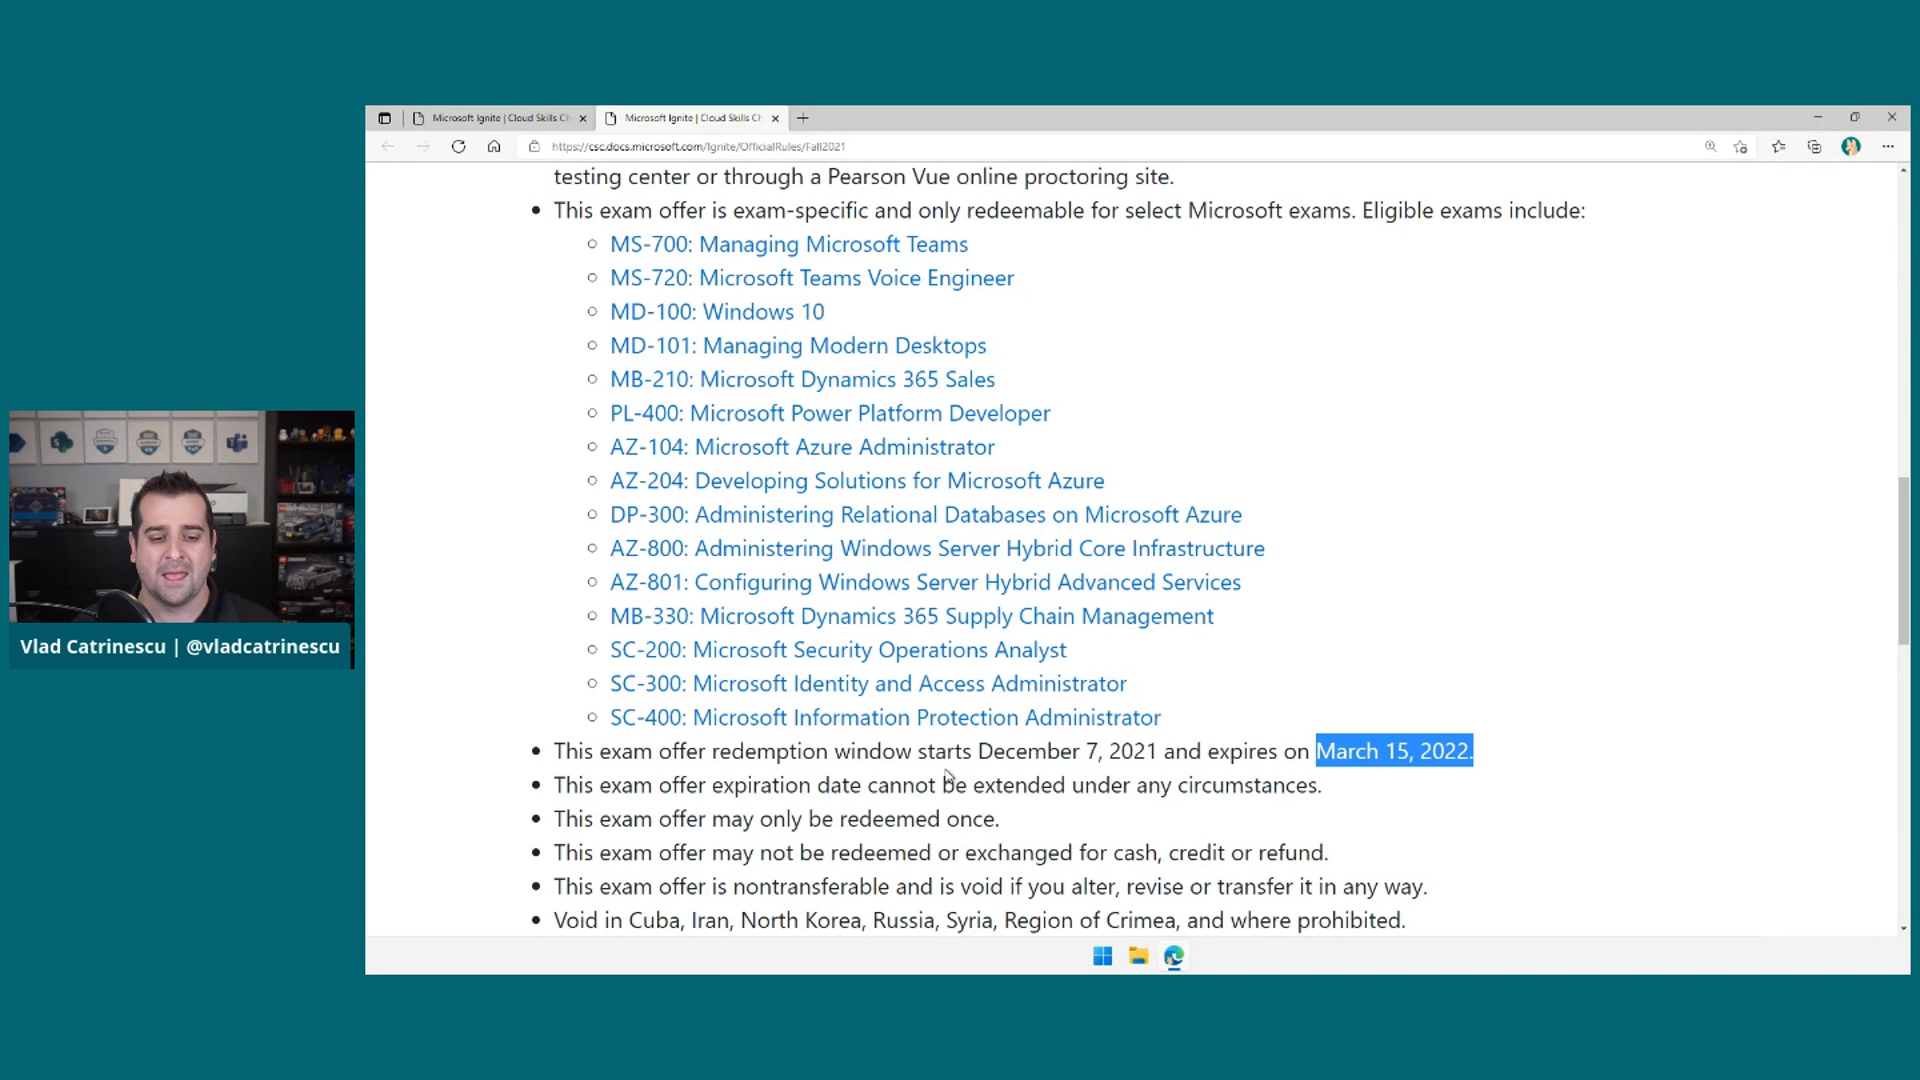 Microsoft Ignite | Cloud Skills Ch
Microsoft Ignite | Cloud Skills Ch
https://csc.docs.microsoft.com/Ignite/OfficialRules/Fall2021
testing center or through a Pearson Vue online proctoring site.
This exam offer is exam-specific and only redeemable for select Microsoft exams. Eligible exams include:
MS-700: Managing Microsoft Teams
MS-720: Microsoft Teams Voice Engineer
MD-100: Windows 10
MD-101: Managing Modern Desktops
MB-210: Microsoft Dynamics 365 Sales
PL-400: Microsoft Power Platform Developer
AZ-104: Microsoft Azure Administrator
AZ-204: Developing Solutions for Microsoft Azure
DP-300: Administering Relational Databases on Microsoft Azure
AZ-800: Administering Windows Server Hybrid Core Infrastructure
AZ-801: Configuring Windows Server Hybrid Advanced Services
MB-330: Microsoft Dynamics 365 Supply Chain Management
SC-200: Microsoft Security Operations Analyst
SC-300: Microsoft Identity and Access Administrator
SC-400: Microsoft Information Protection Administrator
This exam offer redemption window starts December 7, 2021 and expires on March 15, 2022.
This exam offer expiration date cannot be extended under any circumstances.
This exam offer may only be redeemed once.
This exam offer may not be redeemed or exchanged for cash, credit or refund.
This exam offer is nontransferable and is void if you alter, revise or transfer it in any way.
Void in Cuba, Iran, North Korea, Russia, Syria, Region of Crimea, and where prohibited.
Vlad Catrinescu | @vladcatrinescu